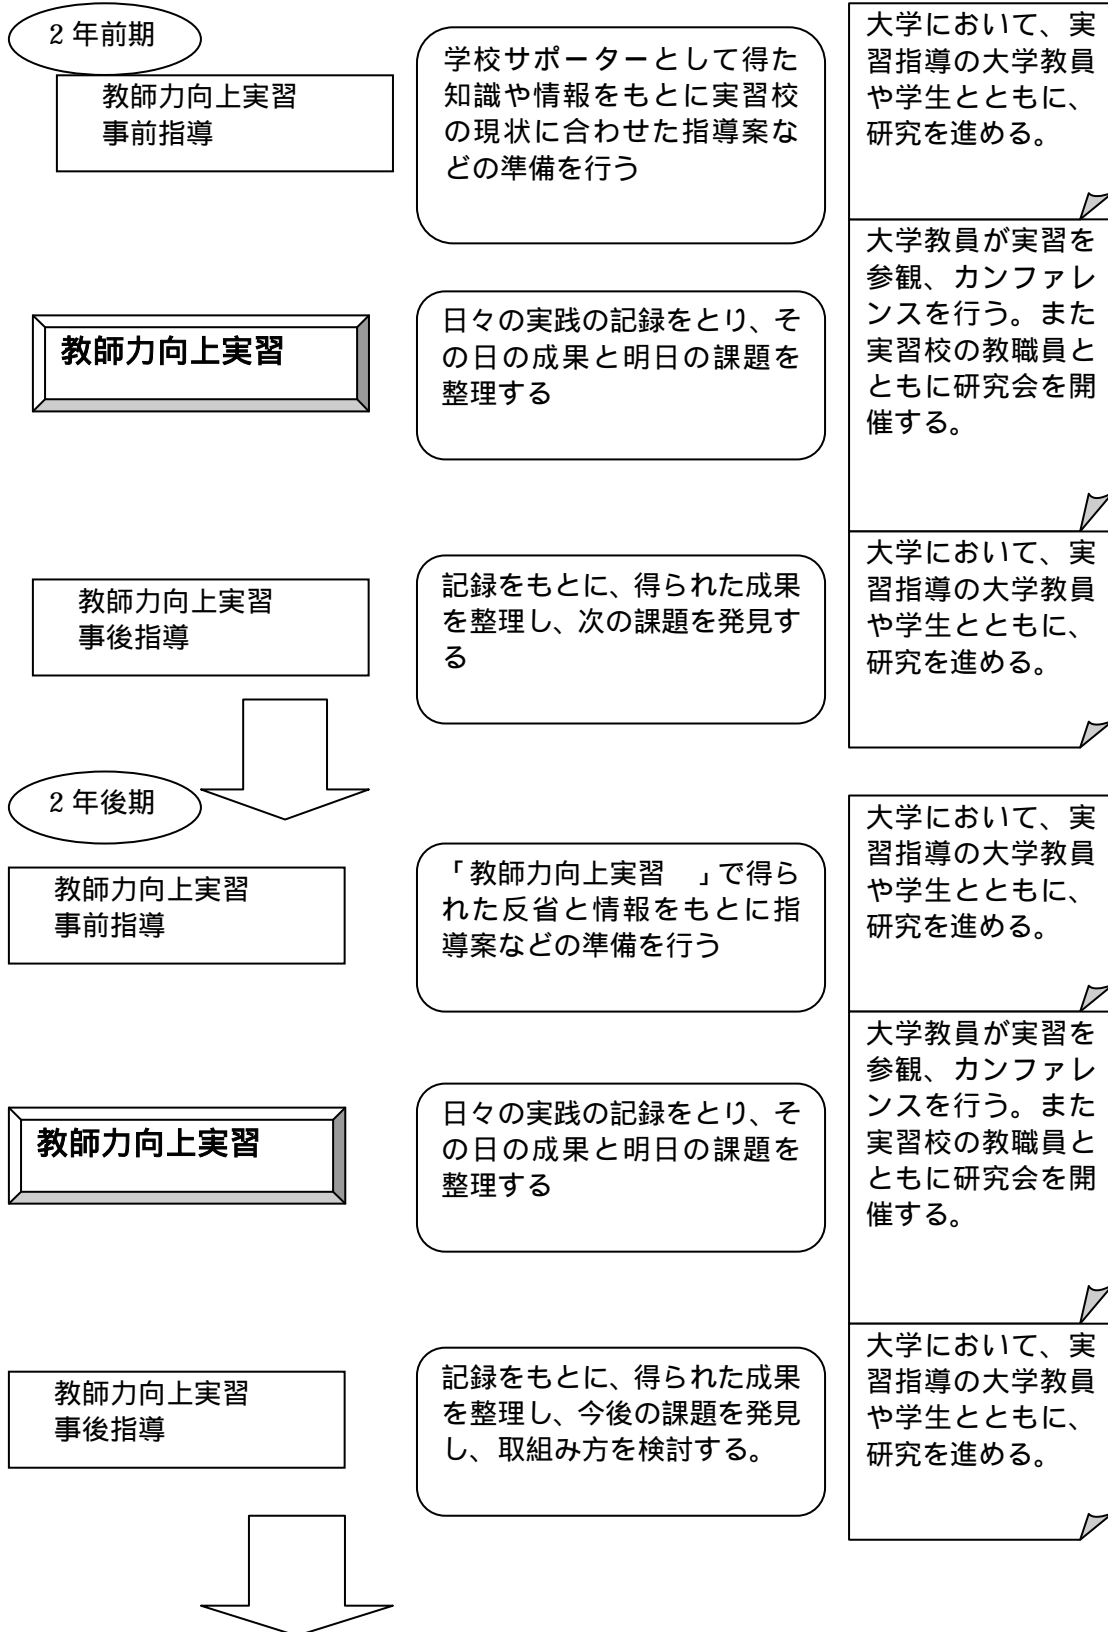 2 年前期
教師力向上実習
事前指導
学校サポーターとして得た
知識や情報をもとに実習校
の現状に合わせた指導案な
どの準備を行う
大学において、実
習指導の大学教員
や学生とともに、
研究を進める。
教師力向上実習
日々の実践の記録をとり、そ
の日の成果と明日の課題を
整理する
大学教員が実習を
参観、カンファレ
ンスを行う。また
実習校の教職員と
ともに研究会を開
催する。
教師力向上実習
事後指導
記録をもとに、得られた成果
を整理し、次の課題を発見す
る
大学において、実
習指導の大学教員
や学生とともに、
研究を進める。
2 年後期
教師力向上実習
事前指導
「教師力向上実習　」で得ら
れた反省と情報をもとに指
導案などの準備を行う
大学において、実
習指導の大学教員
や学生とともに、
研究を進める。
教師力向上実習
日々の実践の記録をとり、そ
の日の成果と明日の課題を
整理する
大学教員が実習を
参観、カンファレ
ンスを行う。また
実習校の教職員と
ともに研究会を開
催する。
教師力向上実習
事後指導
記録をもとに、得られた成果
を整理し、今後の課題を発見
し、取組み方を検討する。
大学において、実
習指導の大学教員
や学生とともに、
研究を進める。